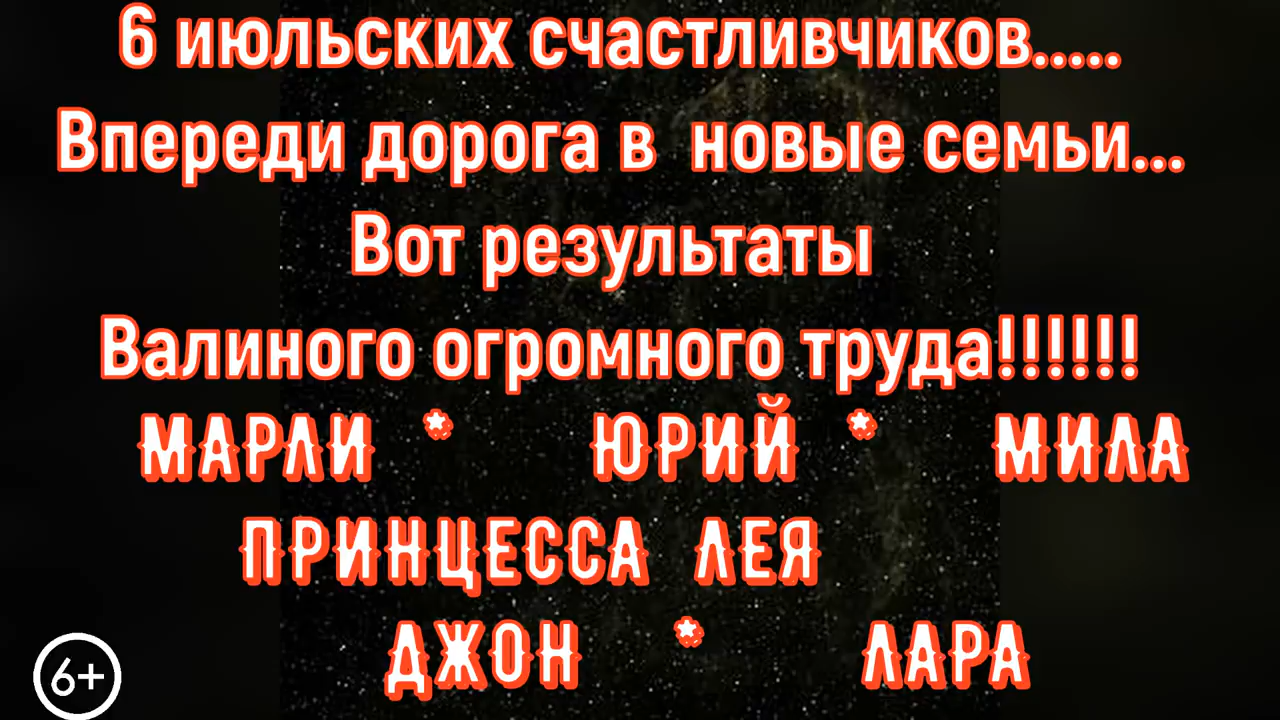 6 июльских счастливчиков.....
Впереди дорога в новые семьи...
Вот результаты
Валиного огромного труда!!!!!!
МАРЛИ * ЮРИЙ * МИЛА
ПРИНЦЕССА ЛЕЯ
ДЖОН * ЛАРА
6+